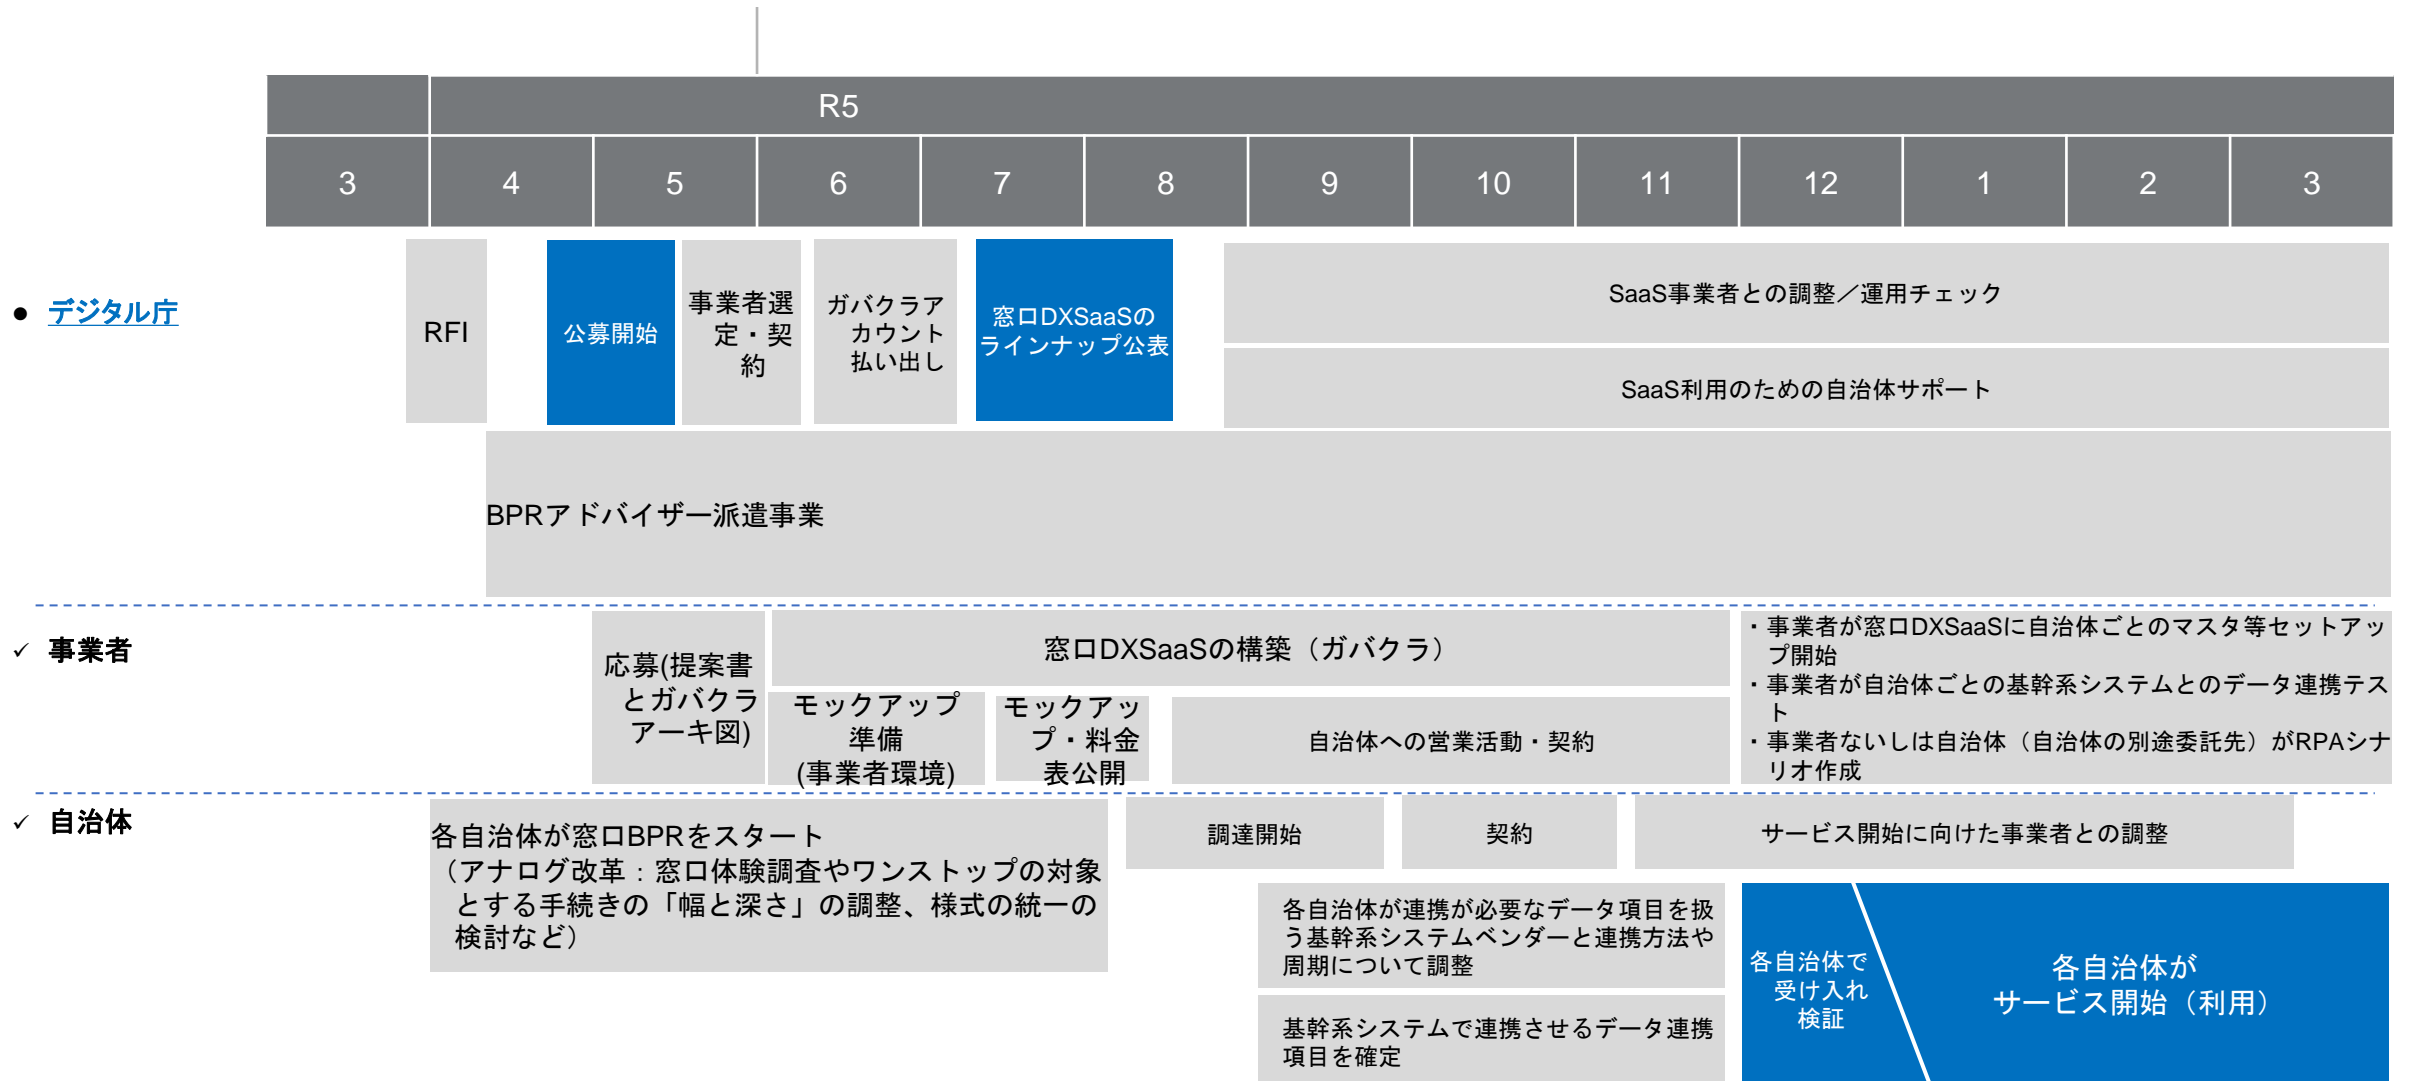 R5
3 4 5 6 7 8 9 10 11 12 1 2 3
● デジタル庁
RFI
公募開始
事業者選
定・契
約
ガバクラア
カウント
払い出し
窓口DXSaaSの
ラインナップ公表
SaaS事業者との調整／運用チェック
SaaS利用のための自治体サポート
BPRアドバイザー派遣事業
✓ 事業者
応募(提案書
とガバクラ
アーキ図)
窓口DXSaaSの構築（ガバクラ）
モックアップ
準備
(事業者環境)
モックアッ
プ・料金
表公開
自治体への営業活動・契約
・事業者が窓口DXSaaSに自治体ごとのマスタ等セットアッ
プ開始
・事業者が自治体ごとの基幹系システムとのデータ連携テス
ト
・事業者ないしは自治体（自治体の別途委託先）がRPAシナ
リオ作成
✓ 自治体
各自治体が窓口BPRをスタート
（アナログ改革：窓口体験調査やワンストップの対象
とする手続きの「幅と深さ」の調整、様式の統一の
検討など）
調達開始
契約
サービス開始に向けた事業者との調整
各自治体が連携が必要なデータ項目を扱
う基幹系システムベンダーと連携方法や
周期について調整
基幹系システムで連携させるデータ連携
項目を確定
各自治体で
受け入れ
検証
各自治体が
サービス開始（利用）